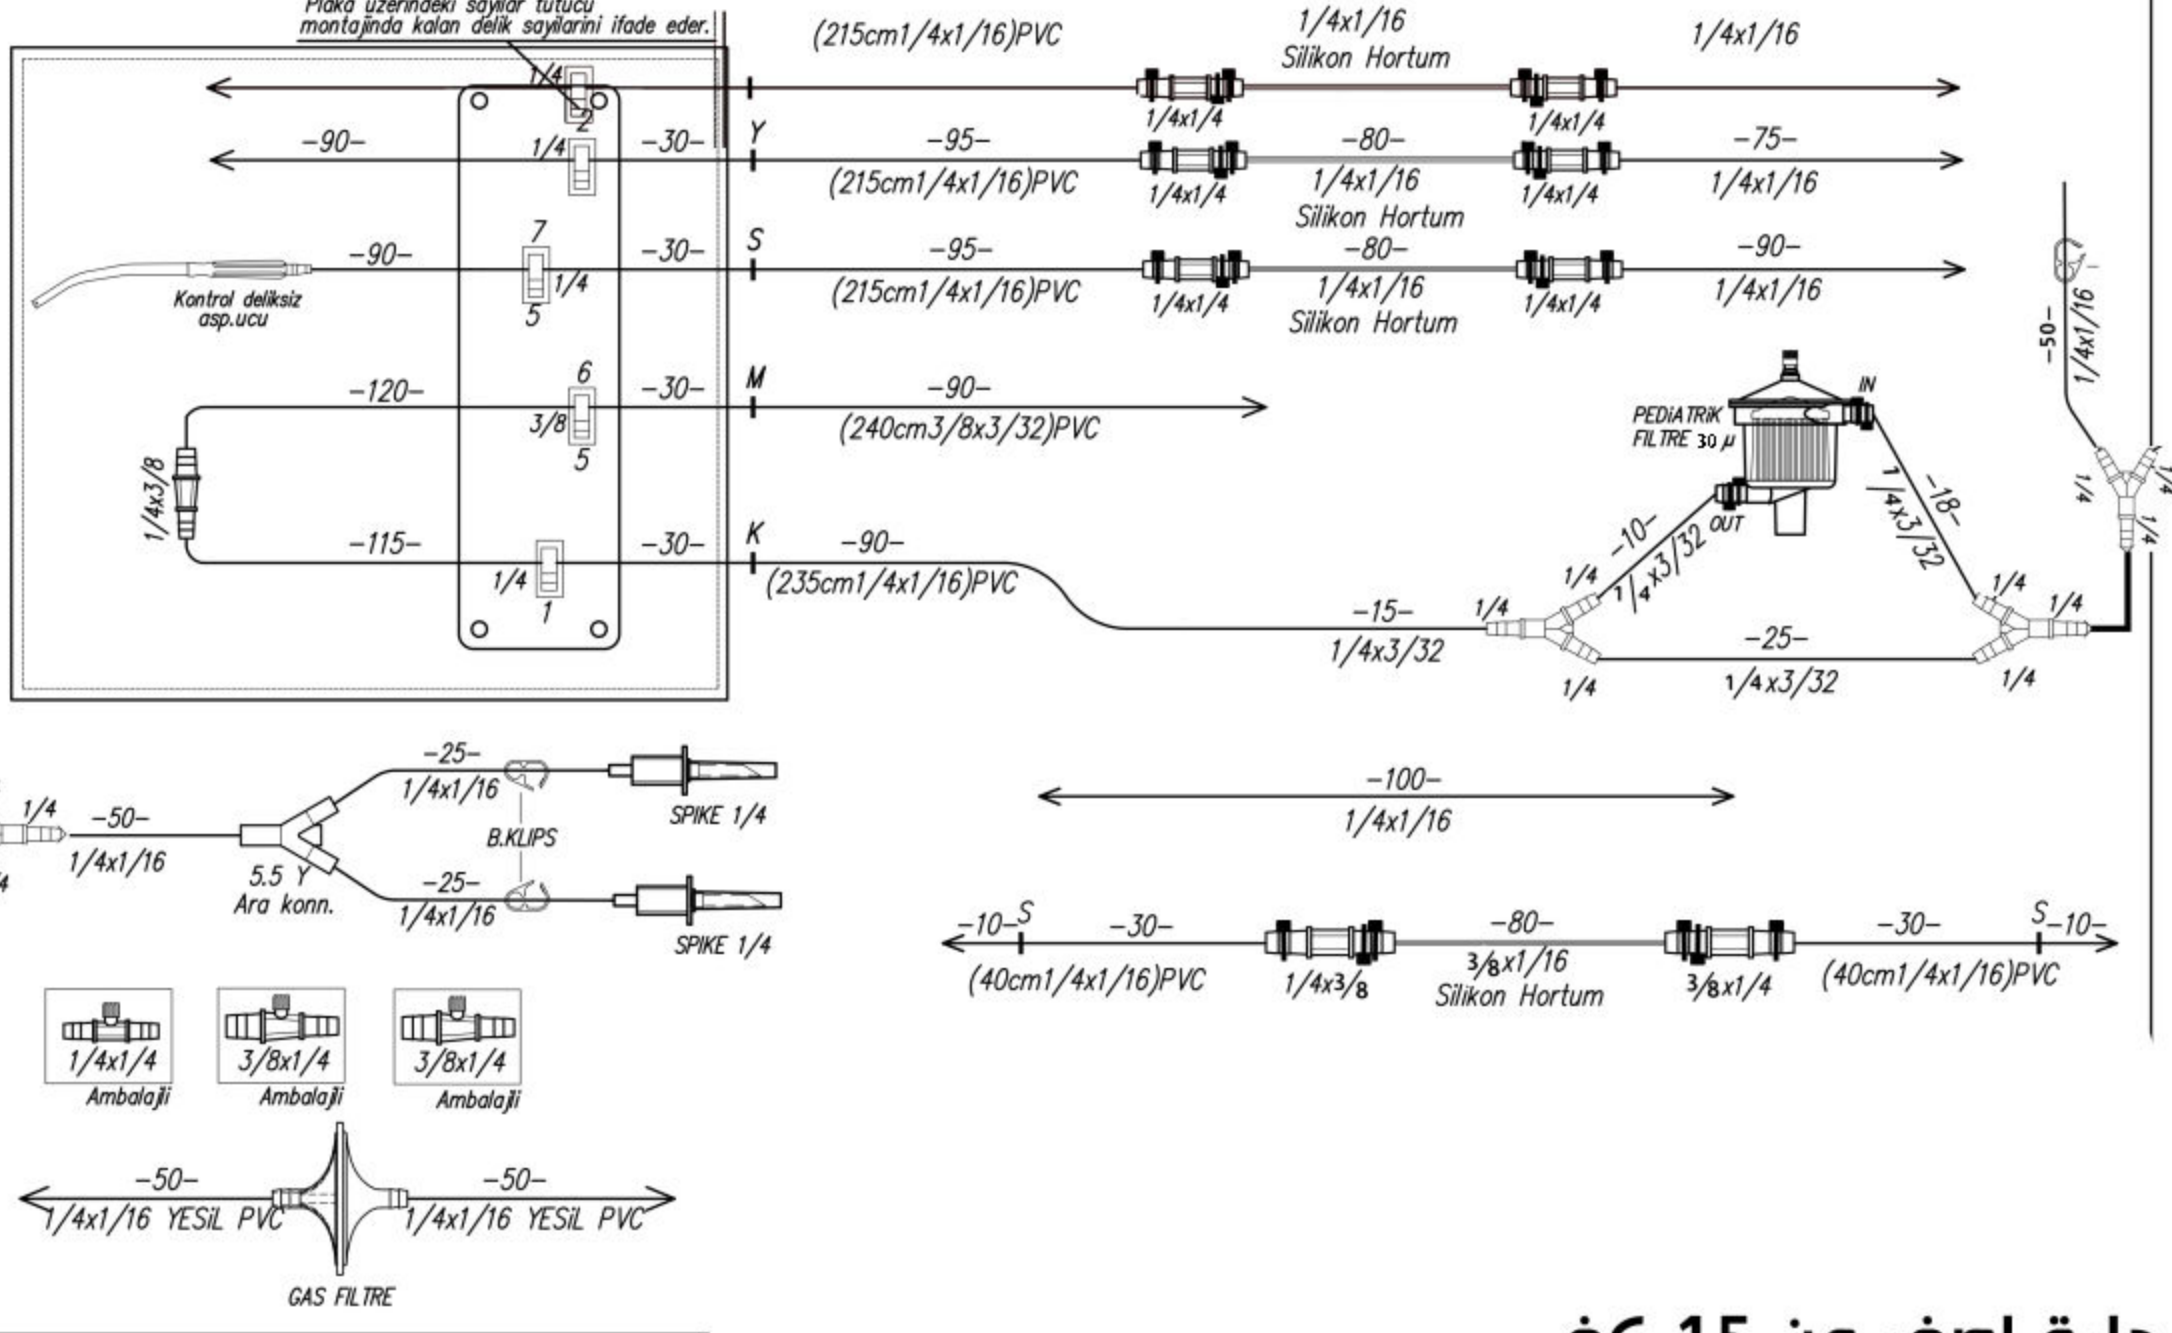 Plaka üzerindeki sayilar tutucu
montajinda kalan delik sayilarini ifade eder.
1/4
2
(215cm1/4x1/16)PVC
1/4x1/4
1/4x1/16
Silikon Hortum
1/4x1/4
1/4x1/16
-90-
1/4
-30-
Y
-95-
(215cm1/4x1/16)PVC
1/4x1/4
-80-
1/4x1/16
Silikon Hortum
1/4x1/4
-75-
1/4x1/16
Kontrol deliksiz
asp.ucu
-90-
7
1/4
5
-30-
S
-95-
(215cm1/4x1/16)PVC
1/4x1/4
-80-
1/4x1/16
Silikon Hortum
1/4x1/4
-90-
1/4x1/16
-120-
6
3/8
5
-30-
M
-90-
(240cm3/8x3/32)PVC
1/4x3/8
-115-
1/4
1
-30-
K
-90-
(235cm1/4x1/16)PVC
-15-
1/4x3/32
1/4
1/4
1/4
-10-
1/4x3/32
OUT
PEDiATRiK
FILTRE 30 µ
IN
-18-
1/4x3/32
-25-
1/4x3/32
1/4
1/4
1/4
-50-
1/4x1/16
1/4
1/4
1/4
1/4
-50-
1/4x1/16
5.5 Y
Ara konn.
-25-
1/4x1/16
B.KLIPS
-25-
1/4x1/16
SPIKE 1/4
SPIKE 1/4
-100-
1/4x1/16
-10-
S
-30-
(40cm1/4x1/16)PVC
1/4x3/8
-80-
3/8x1/16
Silikon Hortum
3/8x1/4
-30-
(40cm1/4x1/16)PVC
S
-10-
1/4x1/4
Ambalajli
3/8x1/4
Ambalajli
3/8x1/4
Ambalajli
-50-
1/4x1/16 YESiL PVC
-50-
1/4x1/16 YESiL PVC
GAS FILTRE
15